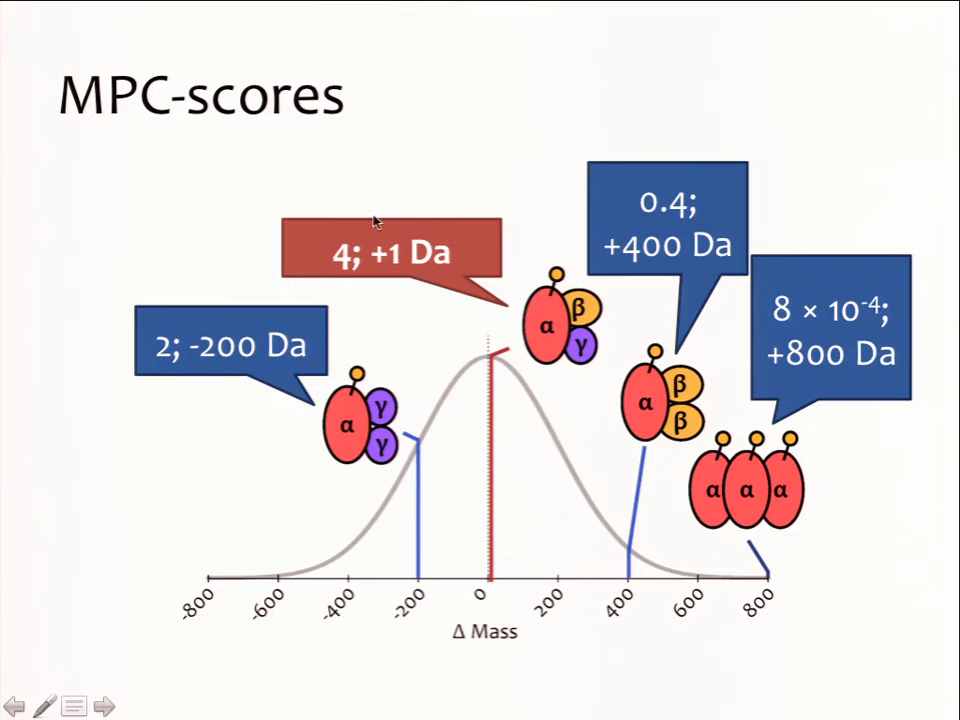 MPC-scores
0.4;
+400 Da
4; +1 Da
8 × 10⁻⁴;
+800 Da
2; -200 Da
α
β
γ
α
γ
γ
α
β
β
α
α
α
-800
-600
-400
-200
0
200
400
600
800
Δ Mass